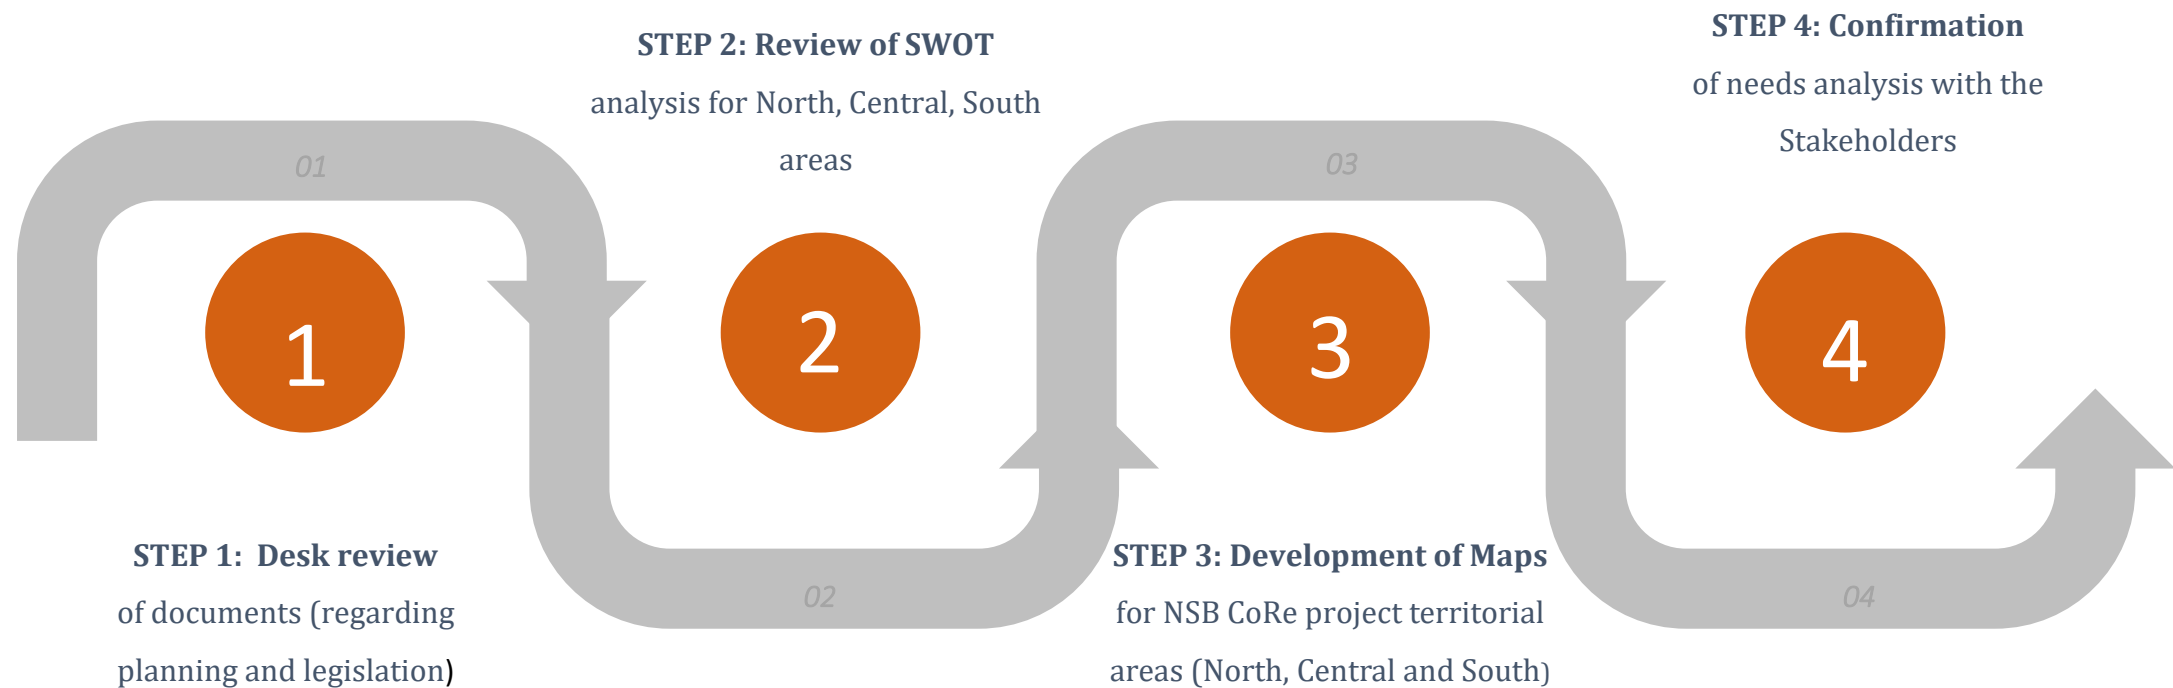 01
1
STEP 1: Desk review
of documents (regarding
planning and legislation)
STEP 2: Review of SWOT
analysis for North, Central, South
areas
2
02
03
3
STEP 3: Development of Maps
for NSB CoRe project territorial
areas (North, Central and South)
STEP 4: Confirmation
of needs analysis with the
Stakeholders
4
04